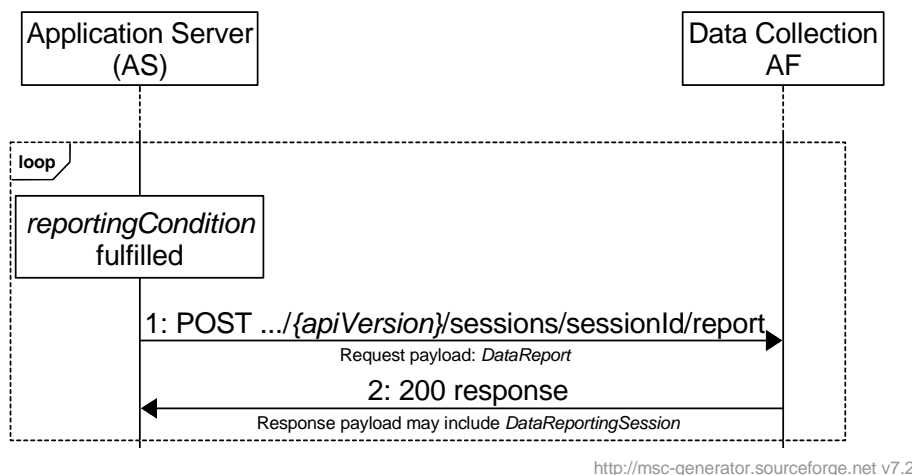 Application Server
(AS)
Data Collection
AF
loop
reportingCondition
fulfilled
1: POST .../{apiVersion}/sessions/sessionId/report
Request payload: DataReport
2: 200 response
Response payload may include DataReportingSession
http://msc-generator.sourceforge.net v7.2